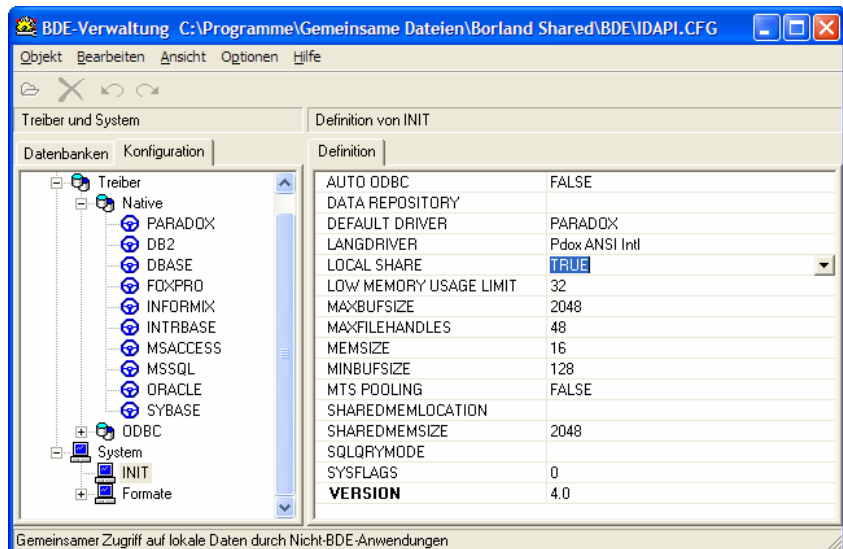 BDE-Verwaltung C:\Programme\Gemeinsame Dateien\Borland Shared\BDE\IDAPI.CFG
Objekt Bearbeiten Ansicht Optionen Hilfe
Treiber und System
Definition von INIT
Datenbanken Konfiguration
Definition
Treiber
Native
PARADOX
DB2
DBASE
FOXPRO
INFORMIX
INTRBASE
MSACCESS
MSSQL
ORACLE
SYBASE
ODBC
System
INIT
Formate
AUTO ODBC FALSE
DATA REPOSITORY
DEFAULT DRIVER PARADOX
LANGDRIVER Pdox ANSI Intl
LOCAL SHARE TRUE
LOW MEMORY USAGE LIMIT 32
MAXBUFSIZE 2048
MAXFILEHANDLES 48
MEMSIZE 16
MINBUFSIZE 128
MTS POOLING FALSE
SHAREDMEMLOCATION
SHAREDMEMSIZE 2048
SQLQRYMODE
SYSFLAGS 0
VERSION 4.0
Gemeinsamer Zugriff auf lokale Daten durch Nicht-BDE-Anwendungen